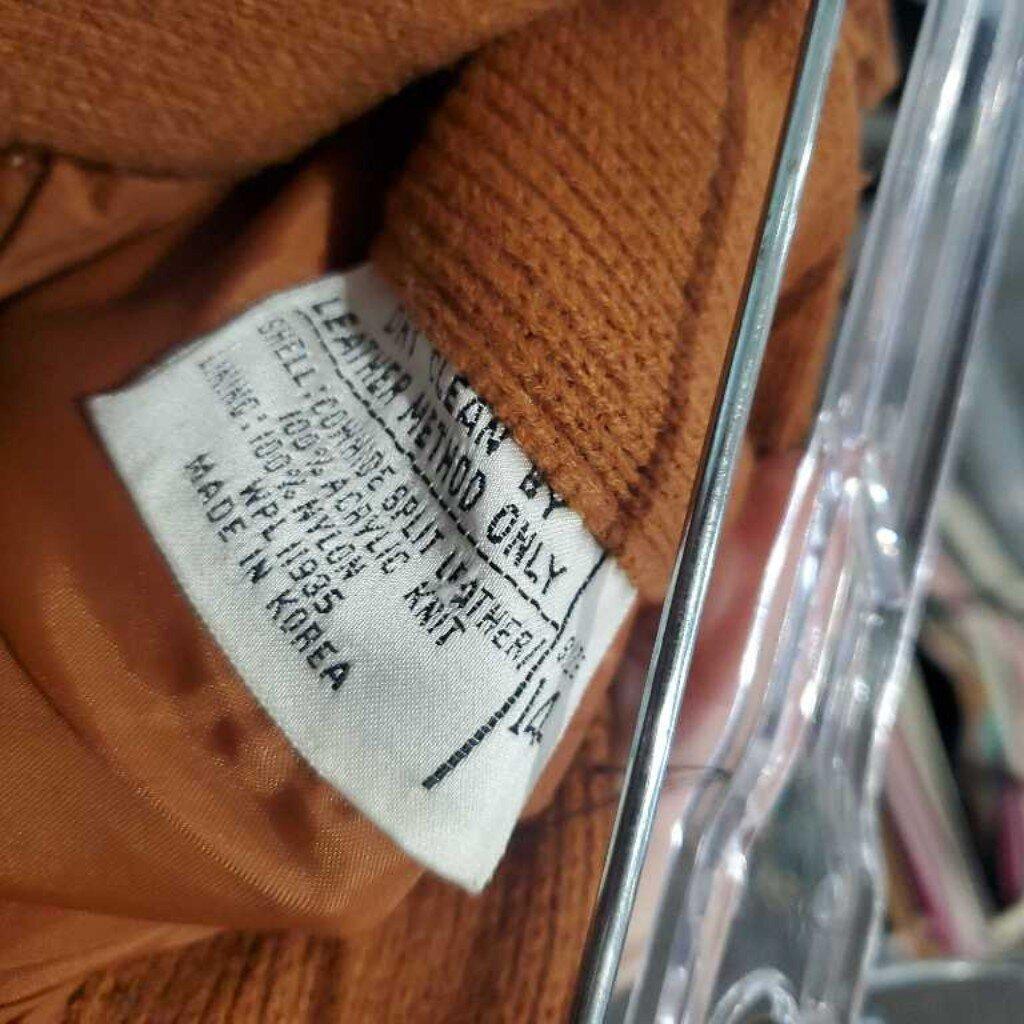 DRY CLEAN BY
LEATHER METHOD ONLY
SHELL: COWHIDE SPLIT LEATHER/
100% ACRYLIC KNIT
LINING: 100% NYLON
WPL 11935
MADE IN KOREA
14